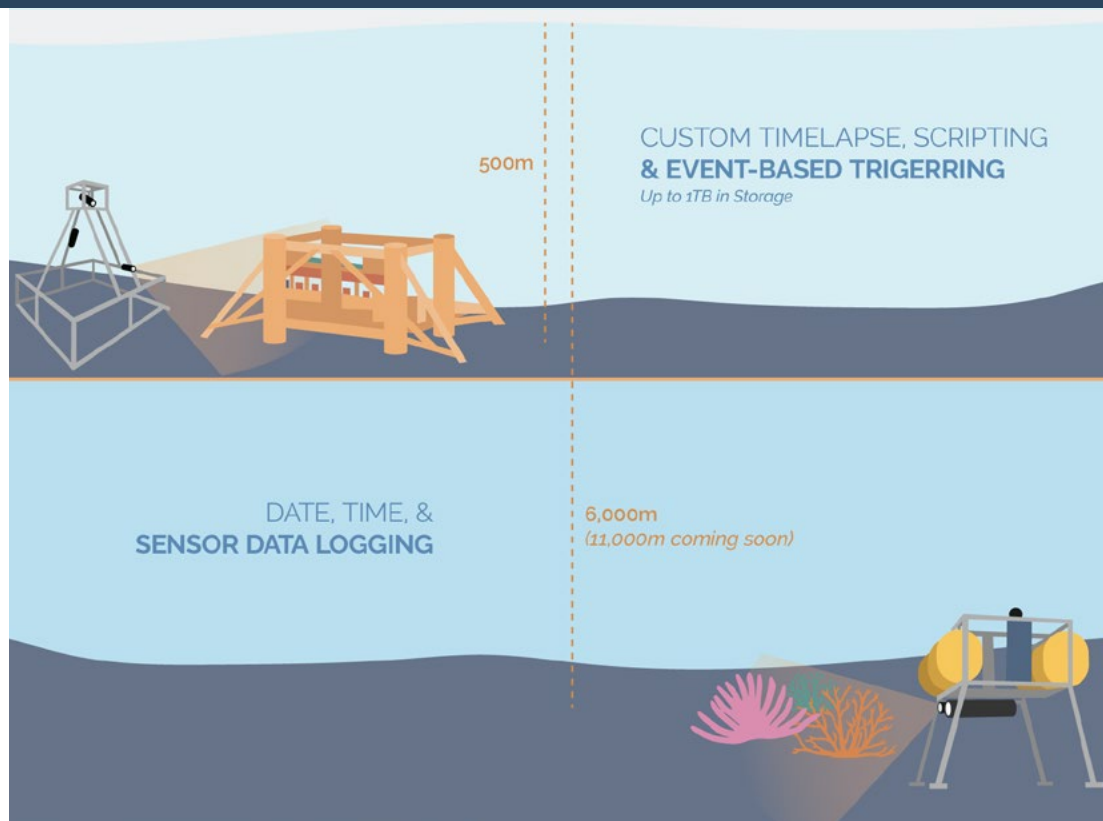 500m
CUSTOM TIMELAPSE, SCRIPTING
& EVENT-BASED TRIGERRING
Up to 1TB in Storage
DATE, TIME, &
SENSOR DATA LOGGING
6,000m
(11,000m coming soon)